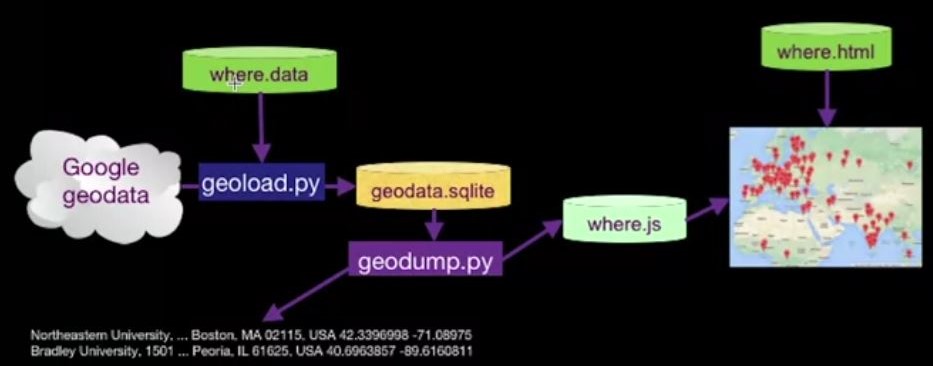 where.html
where.data
Google
geodata
geoload.py
geodata.sqlite
where.js
geodump.py
Northeastern University, ... Boston, MA 02115, USA 42.3396998 -71.08975
Bradley University, 1501 ... Peoria, IL 61625, USA 40.6963857 -89.6160811